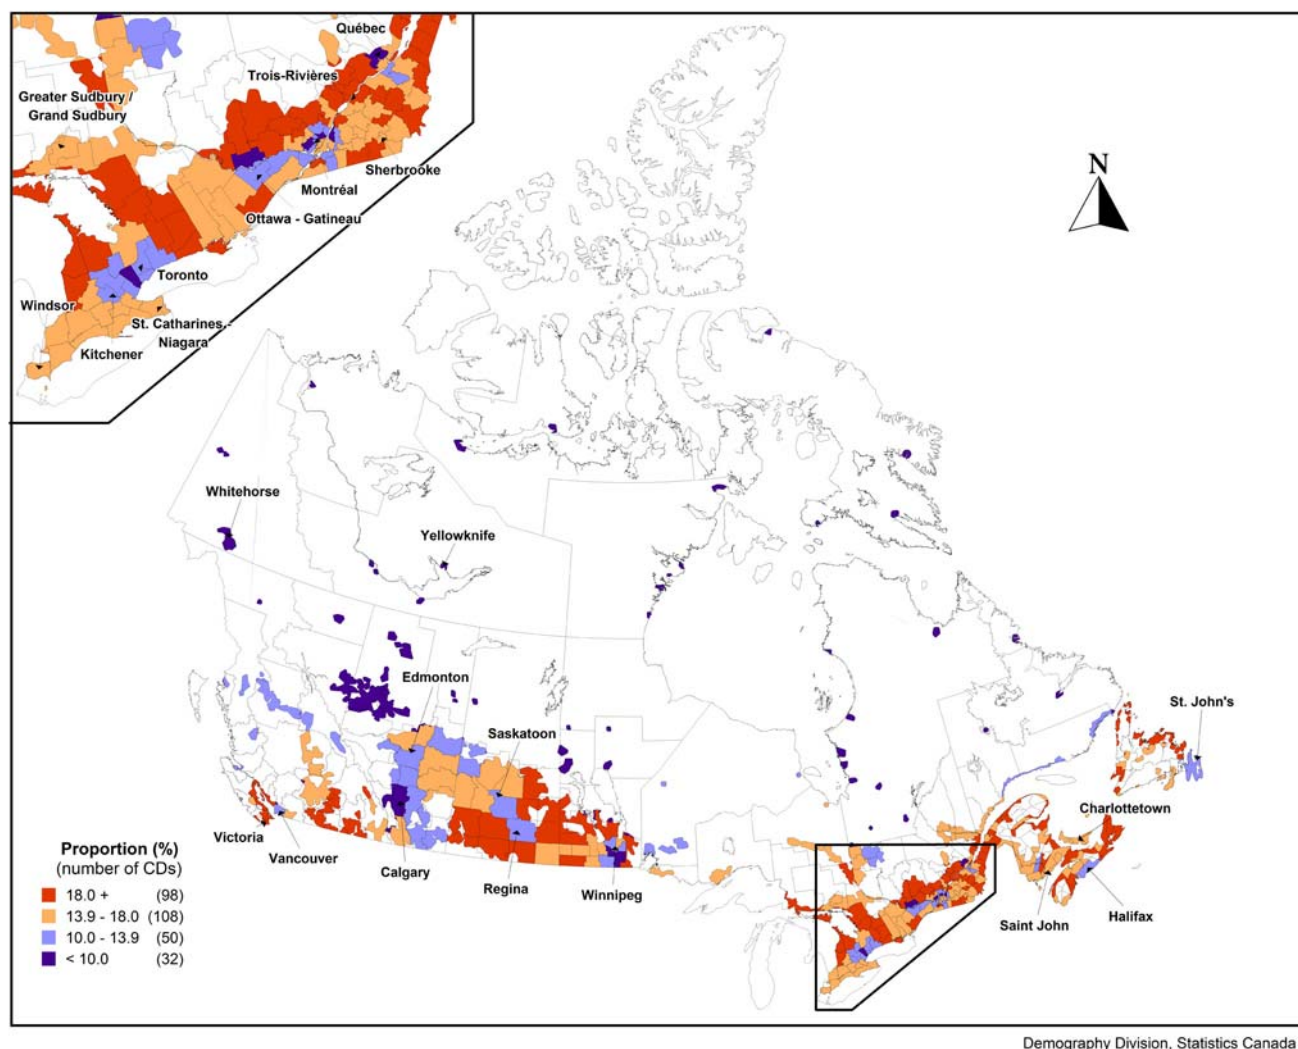 Québec
Trois-Rivières
Greater Sudbury /
Grand Sudbury
Sherbrooke
Montréal
Ottawa - Gatineau
Toronto
Windsor
St. Catharines -
Niagara
Kitchener
N
Whitehorse
Yellowknife
Edmonton
Saskatoon
St. John's
Charlottetown
Victoria
Vancouver
Calgary
Regina
Winnipeg
Saint John
Halifax
Proportion (%)
(number of CDs)
18.0 + (98)
13.9 - 18.0 (108)
10.0 - 13.9 (50)
< 10.0 (32)
Demography Division, Statistics Canada